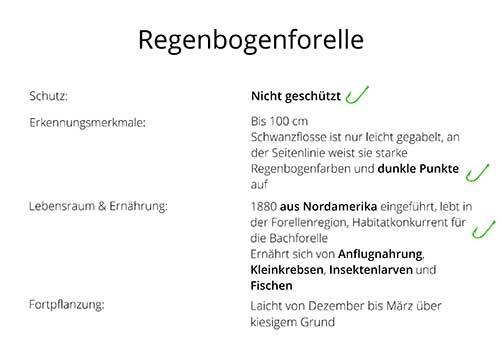 Regenbogenforelle
Schutz:
Nicht geschützt
Erkennungsmerkmale:
Bis 100 cm
Schwanzflosse ist nur leicht gegabelt, an
der Seitenlinie weist sie starke
Regenbogenfarben und dunkle Punkte
auf
Lebensraum & Ernährung:
1880 aus Nordamerika eingeführt, lebt in
der Forellenregion, Habitatkonkurrent für
die Bachforelle
Ernährt sich von Anflugnahrung,
Kleinkrebsen, Insektenlarven und
Fischen
Fortpflanzung:
Laicht von Dezember bis März über
kiesigem Grund